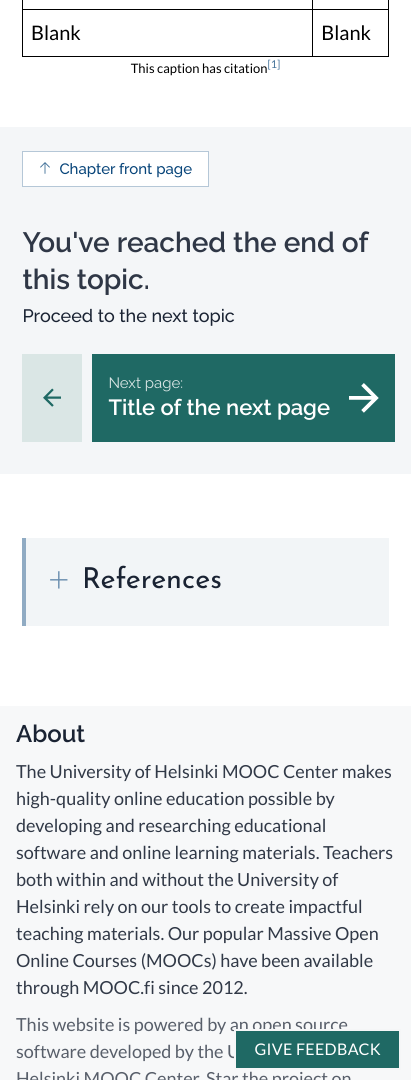 Blank Blank
This caption has citation[1]
Chapter front page
You've reached the end of
this topic.
Proceed to the next topic
Next page:
Title of the next page
References
About
The University of Helsinki MOOC Center makes
high-quality online education possible by
developing and researching educational
software and online learning materials. Teachers
both within and without the University of
Helsinki rely on our tools to create impactful
teaching materials. Our popular Massive Open
Online Courses (MOOCs) have been available
through MOOC.fi since 2012.
This website is powered by an open source
software developed by the
GIVE FEEDBACK
Helsinki MOOC Center. Star the project on